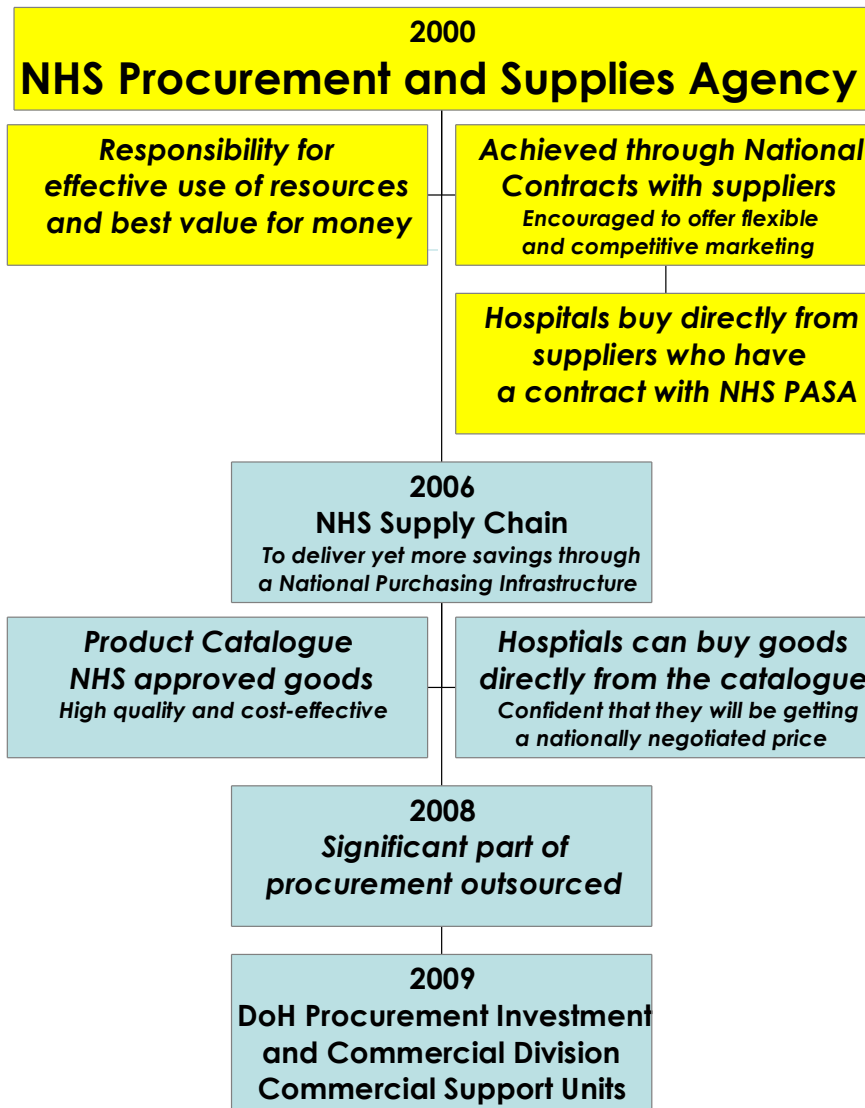 2000
NHS Procurement and Supplies Agency
Responsibility for
effective use of resources
and best value for money
Achieved through National
Contracts with suppliers
Encouraged to offer flexible
and competitive marketing
Hospitals buy directly from
suppliers who have
a contract with NHS PASA
2006
NHS Supply Chain
To deliver yet more savings through
a National Purchasing Infrastructure
Product Catalogue
NHS approved goods
High quality and cost-effective
Hosptials can buy goods
directly from the catalogue
Confident that they will be getting
a nationally negotiated price
2008
Significant part of
procurement outsourced
2009
DoH Procurement Investment
and Commercial Division
Commercial Support Units